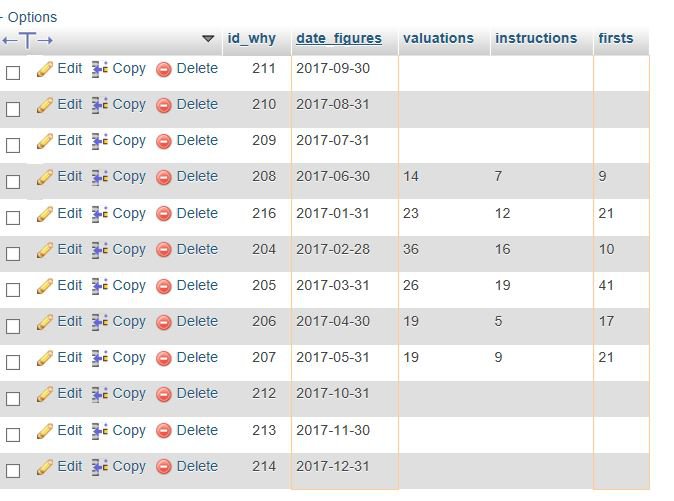 - Options
←T→ id_why date_figures valuations instructions firsts
Edit Copy Delete 211 2017-09-30
Edit Copy Delete 210 2017-08-31
Edit Copy Delete 209 2017-07-31
Edit Copy Delete 208 2017-06-30 14 7 9
Edit Copy Delete 216 2017-01-31 23 12 21
Edit Copy Delete 204 2017-02-28 36 16 10
Edit Copy Delete 205 2017-03-31 26 19 41
Edit Copy Delete 206 2017-04-30 19 5 17
Edit Copy Delete 207 2017-05-31 19 9 21
Edit Copy Delete 212 2017-10-31
Edit Copy Delete 213 2017-11-30
Edit Copy Delete 214 2017-12-31